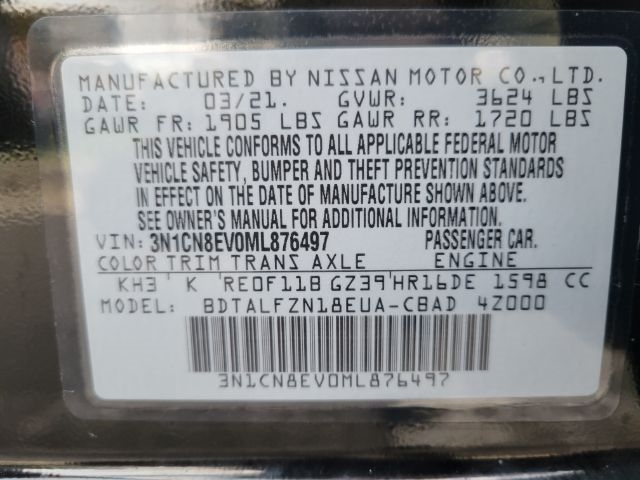 MANUFACTURED BY NISSAN MOTOR CO., LTD.
DATE: 03/21. GVWR: 3624 LBS
GAWR FR: 1905 LBS GAWR RR: 1720 LBS
THIS VEHICLE CONFORMS TO ALL APPLICABLE FEDERAL MOTOR
VEHICLE SAFETY, BUMPER AND THEFT PREVENTION STANDARDS
IN EFFECT ON THE DATE OF MANUFACTURE SHOWN ABOVE.
SEE OWNER'S MANUAL FOR ADDITIONAL INFORMATION.
VIN: 3N1CN8EV0ML876497 PASSENGER CAR.
COLOR TRIM TRANS AXLE ENGINE
KH3 K RE0F11B GZ39 HR16DE 1598 CC
MODEL: BDTALFZN18EUA-CBAD 4Z000
3N1CN8EV0ML876497